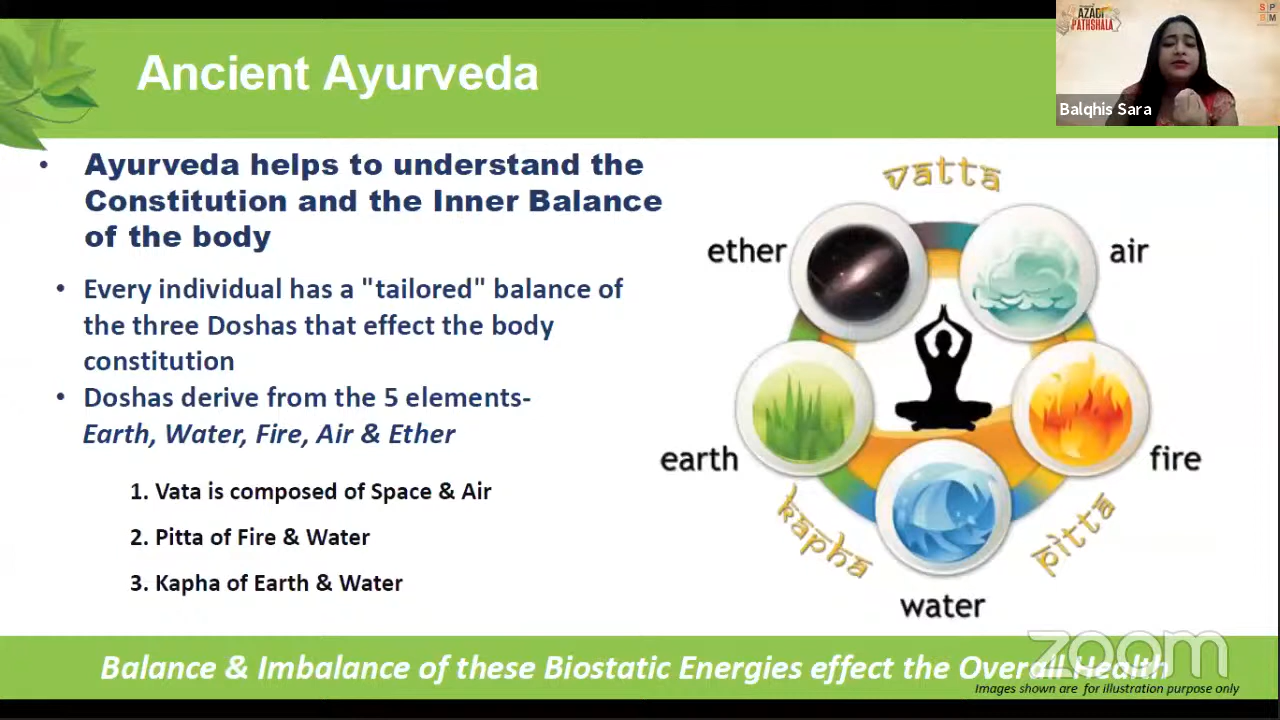 Ancient Ayurveda
AZADI
PATHSHALA
S P
B M
Balqhis Sara
• Ayurveda helps to understand the
Constitution and the Inner Balance
of the body
• Every individual has a "tailored" balance of
the three Doshas that effect the body
constitution
• Doshas derive from the 5 elements-
Earth, Water, Fire, Air & Ether
1. Vata is composed of Space & Air
2. Pitta of Fire & Water
3. Kapha of Earth & Water
vatta
ether
air
earth
fire
kapha
pitta
water
zoom
Balance & Imbalance of these Biostatic Energies effect the Overall Health
Images shown are for illustration purpose only